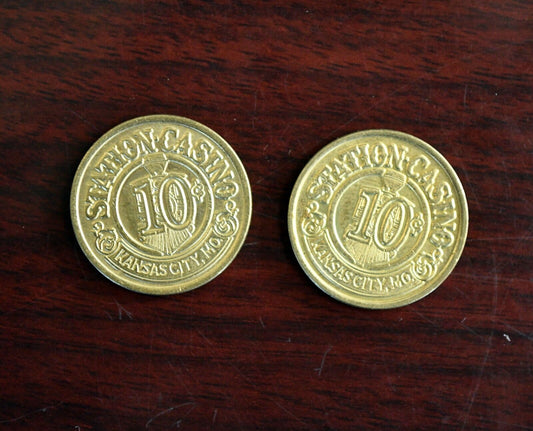 STATION CASINO
10¢
KANSAS CITY, MO.
STATION CASINO
10¢
KANSAS CITY, MO.